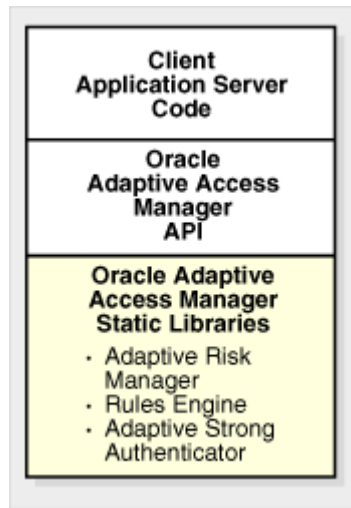 Client
Application Server
Code
Oracle
Adaptive Access
Manager
API
Oracle Adaptive
Access Manager
Static Libraries
· Adaptive Risk
Manager
· Rules Engine
· Adaptive Strong
Authenticator